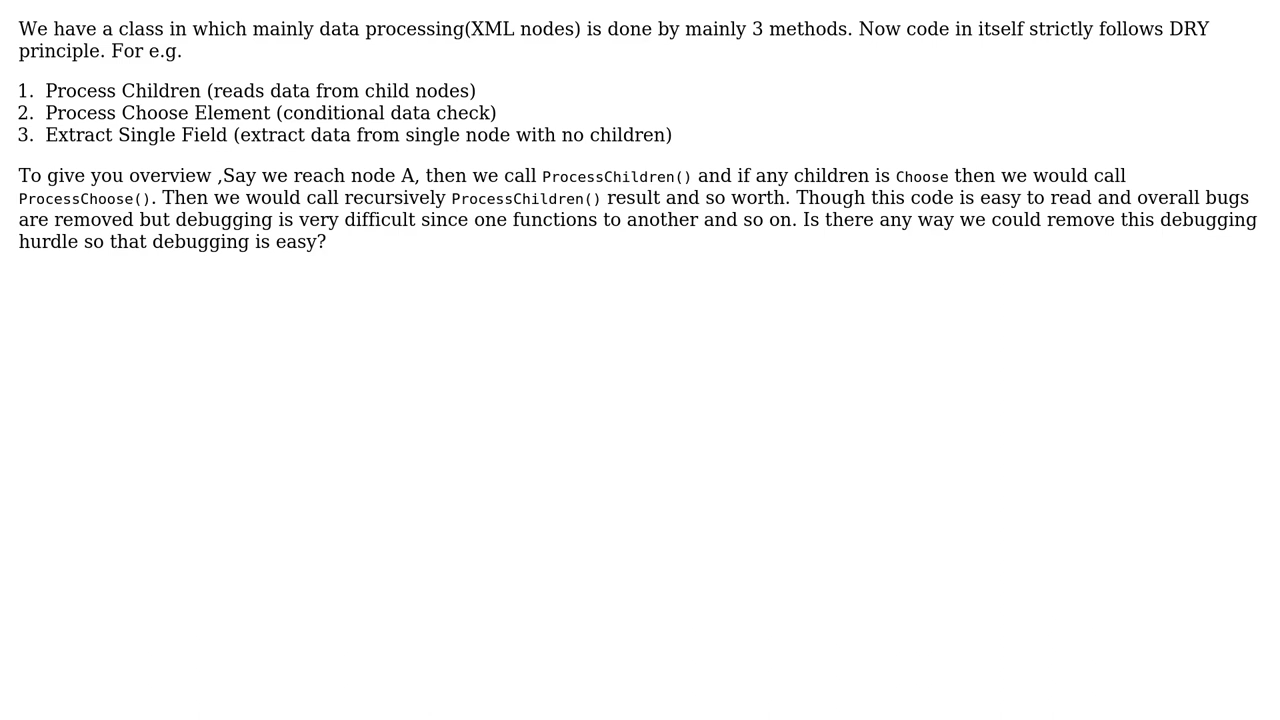 We have a class in which mainly data processing(XML nodes) is done by mainly 3 methods. Now code in itself strictly follows DRY
principle. For e.g.
1. Process Children (reads data from child nodes)
2. Process Choose Element (conditional data check)
3. Extract Single Field (extract data from single node with no children)
To give you overview ,Say we reach node A, then we call ProcessChildren() and if any children is Choose then we would call
ProcessChoose(). Then we would call recursively ProcessChildren() result and so worth. Though this code is easy to read and overall bugs
are removed but debugging is very difficult since one functions to another and so on. Is there any way we could remove this debugging
hurdle so that debugging is easy?